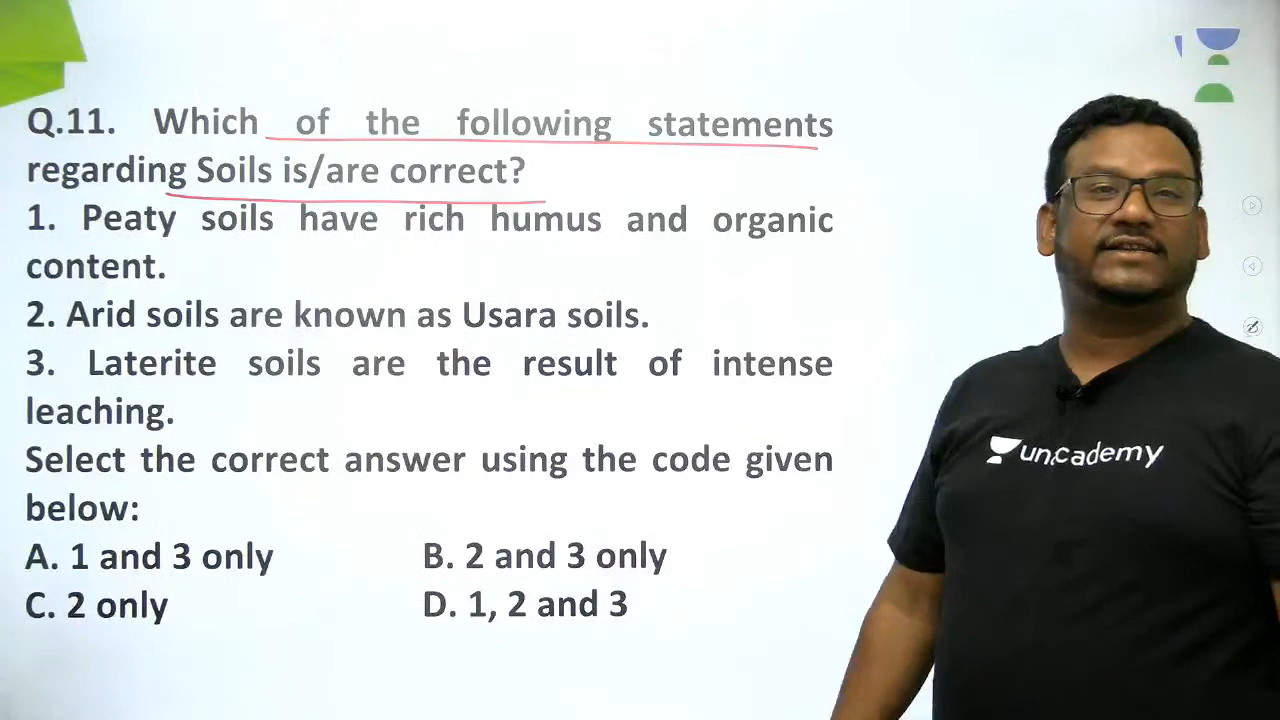 Q.11. Which of the following statements
regarding Soils is/are correct?
1. Peaty soils have rich humus and organic
content.
2. Arid soils are known as Usara soils.
3. Laterite soils are the result of intense
leaching.
Select the correct answer using the code given
below:
A. 1 and 3 only B. 2 and 3 only
C. 2 only D. 1, 2 and 3
unacademy